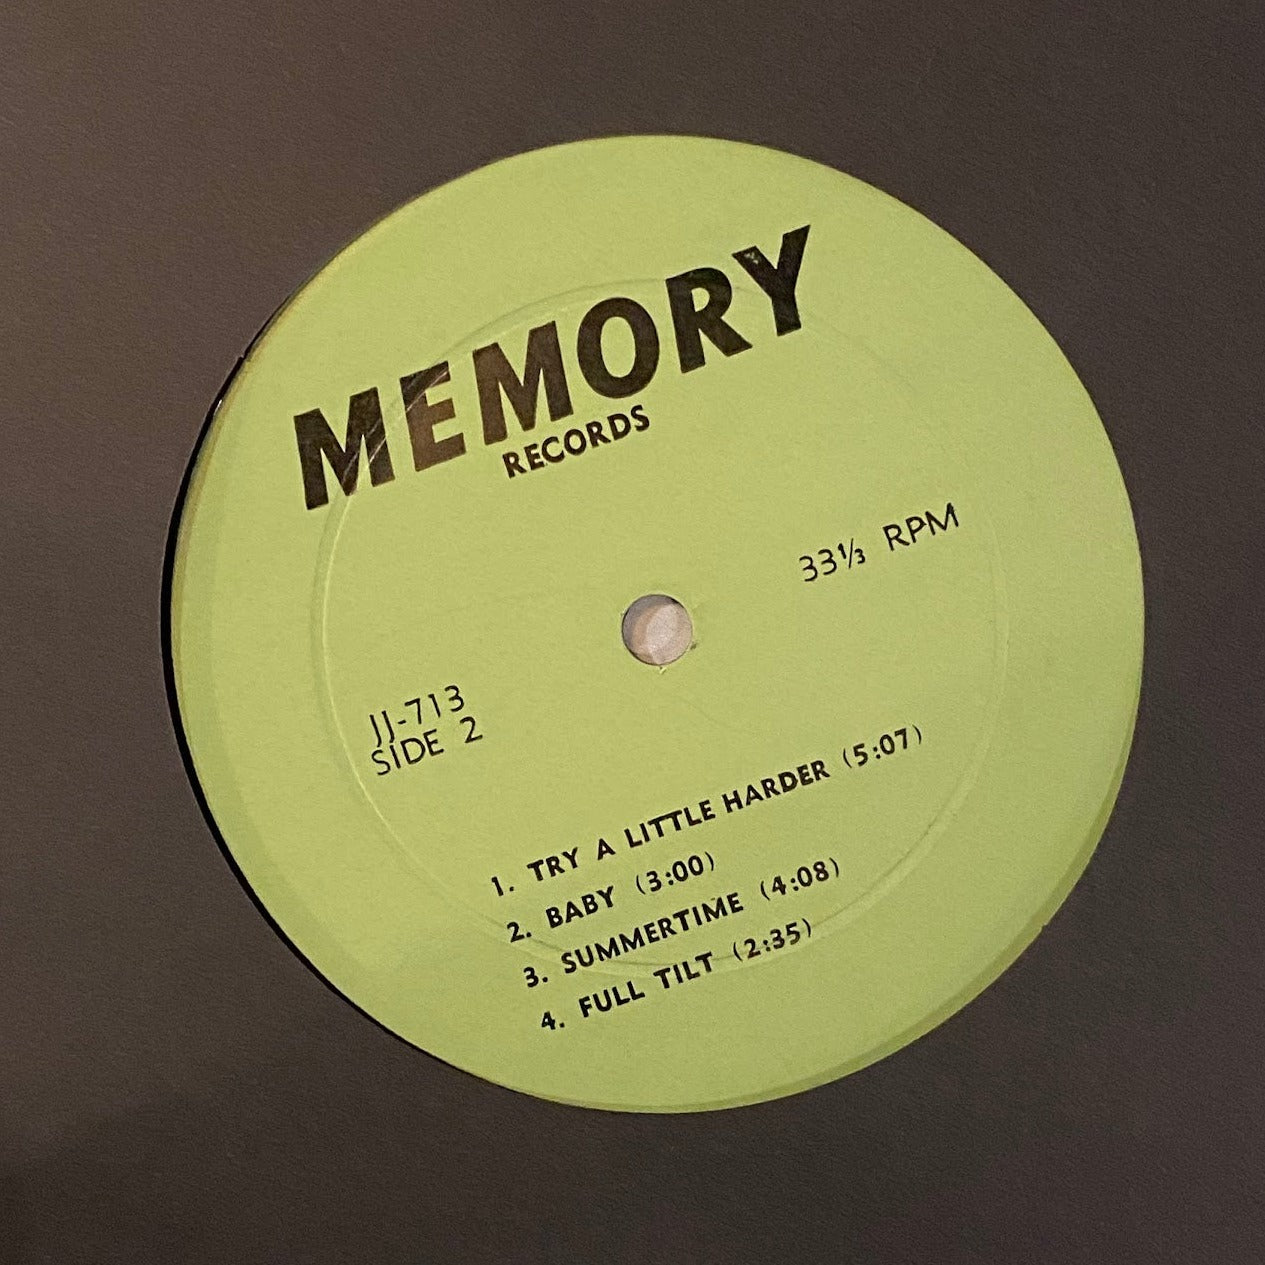 MEMORY
RECORDS
33⅓ RPM
JJ-713
SIDE 2
1. TRY A LITTLE HARDER (5:07)
2. BABY (3:00)
3. SUMMERTIME (4:08)
4. FULL TILT (2:35)